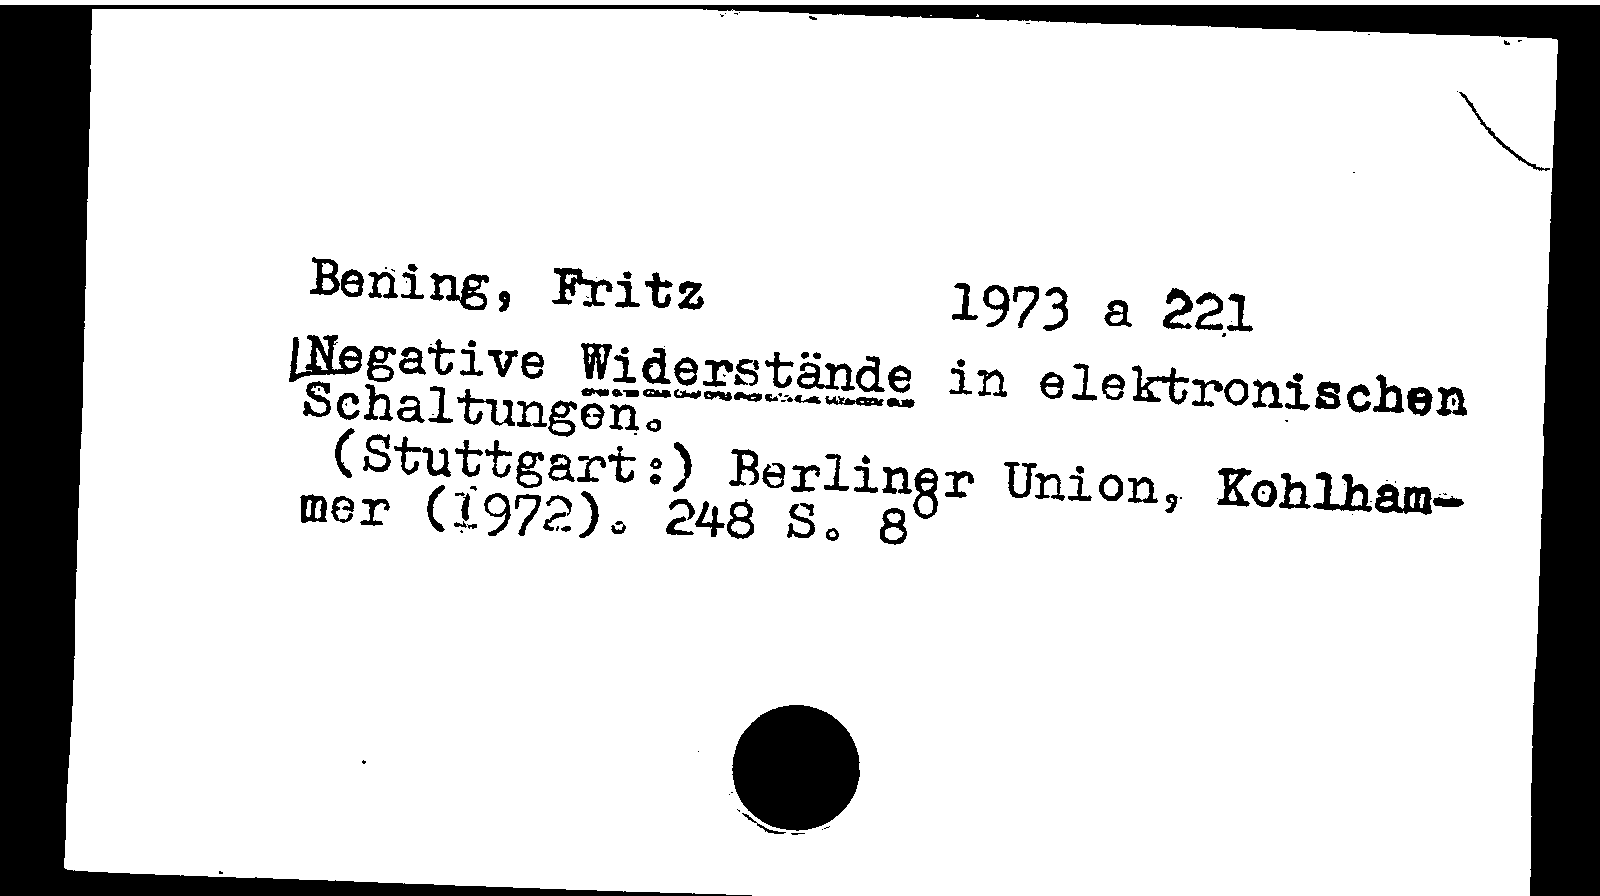 Bening, Fritz 1973 a 221
Negative Widerstände in elektronischen
Schaltungen.
(Stuttgart:) Berliner Union, Kohlham-
mer (1972). 248 S. 8°